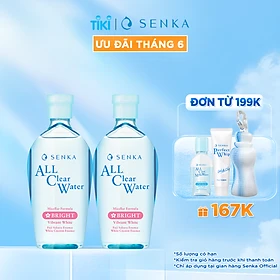 TIKI | SENKA
ƯU ĐÃI THÁNG 6
ĐƠN TỪ 199K
SENKA
ALL
Clear
Water
Micellar Formula
BRIGHT
Vibrant White
SENKA
ALL
Clear
Water
Micellar Formula
BRIGHT
Vibrant White
Perfect
167K
*Số lượng có hạn
*Kiểm tra giỏ hàng trước khi thanh toán
*Chỉ áp dụng tại gian hàng Senka Official